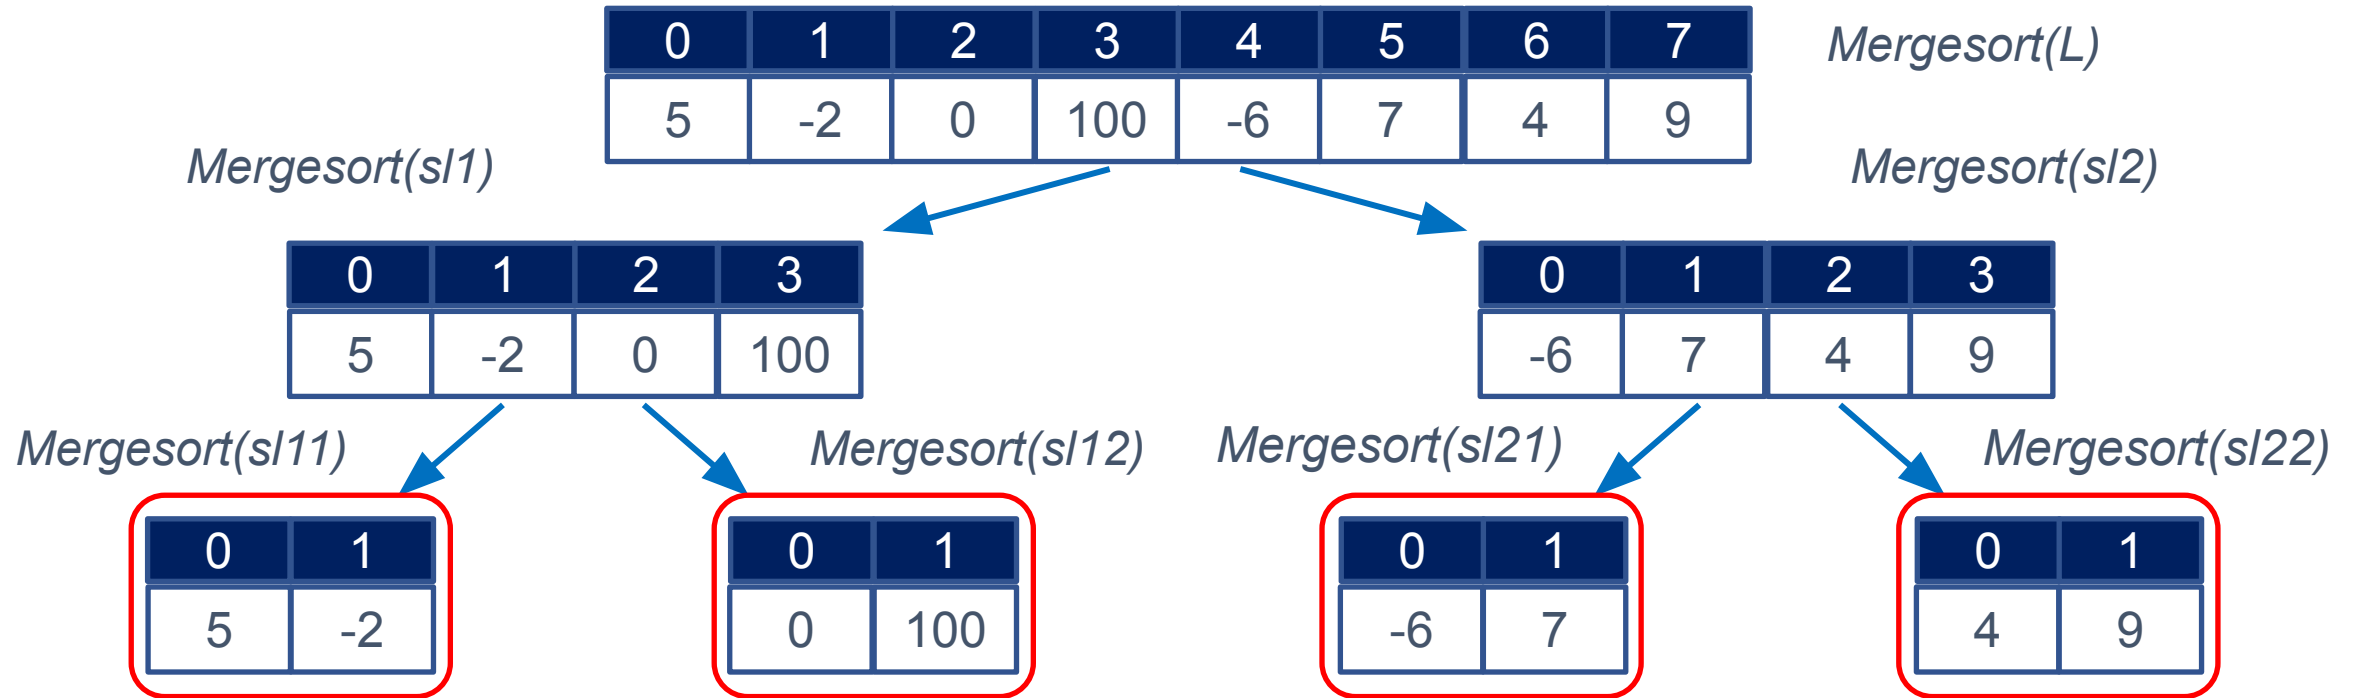 0 1 2 3 4 5 6 7 Mergesort(L)
5 -2 0 100 -6 7 4 9
Mergesort(sl1) Mergesort(sl2)
0 1 2 3 0 1 2 3
5 -2 0 100 -6 7 4 9
Mergesort(sl11) Mergesort(sl12) Mergesort(sl21) Mergesort(sl22)
0 1 0 1 0 1 0 1
5 -2 0 100 -6 7 4 9